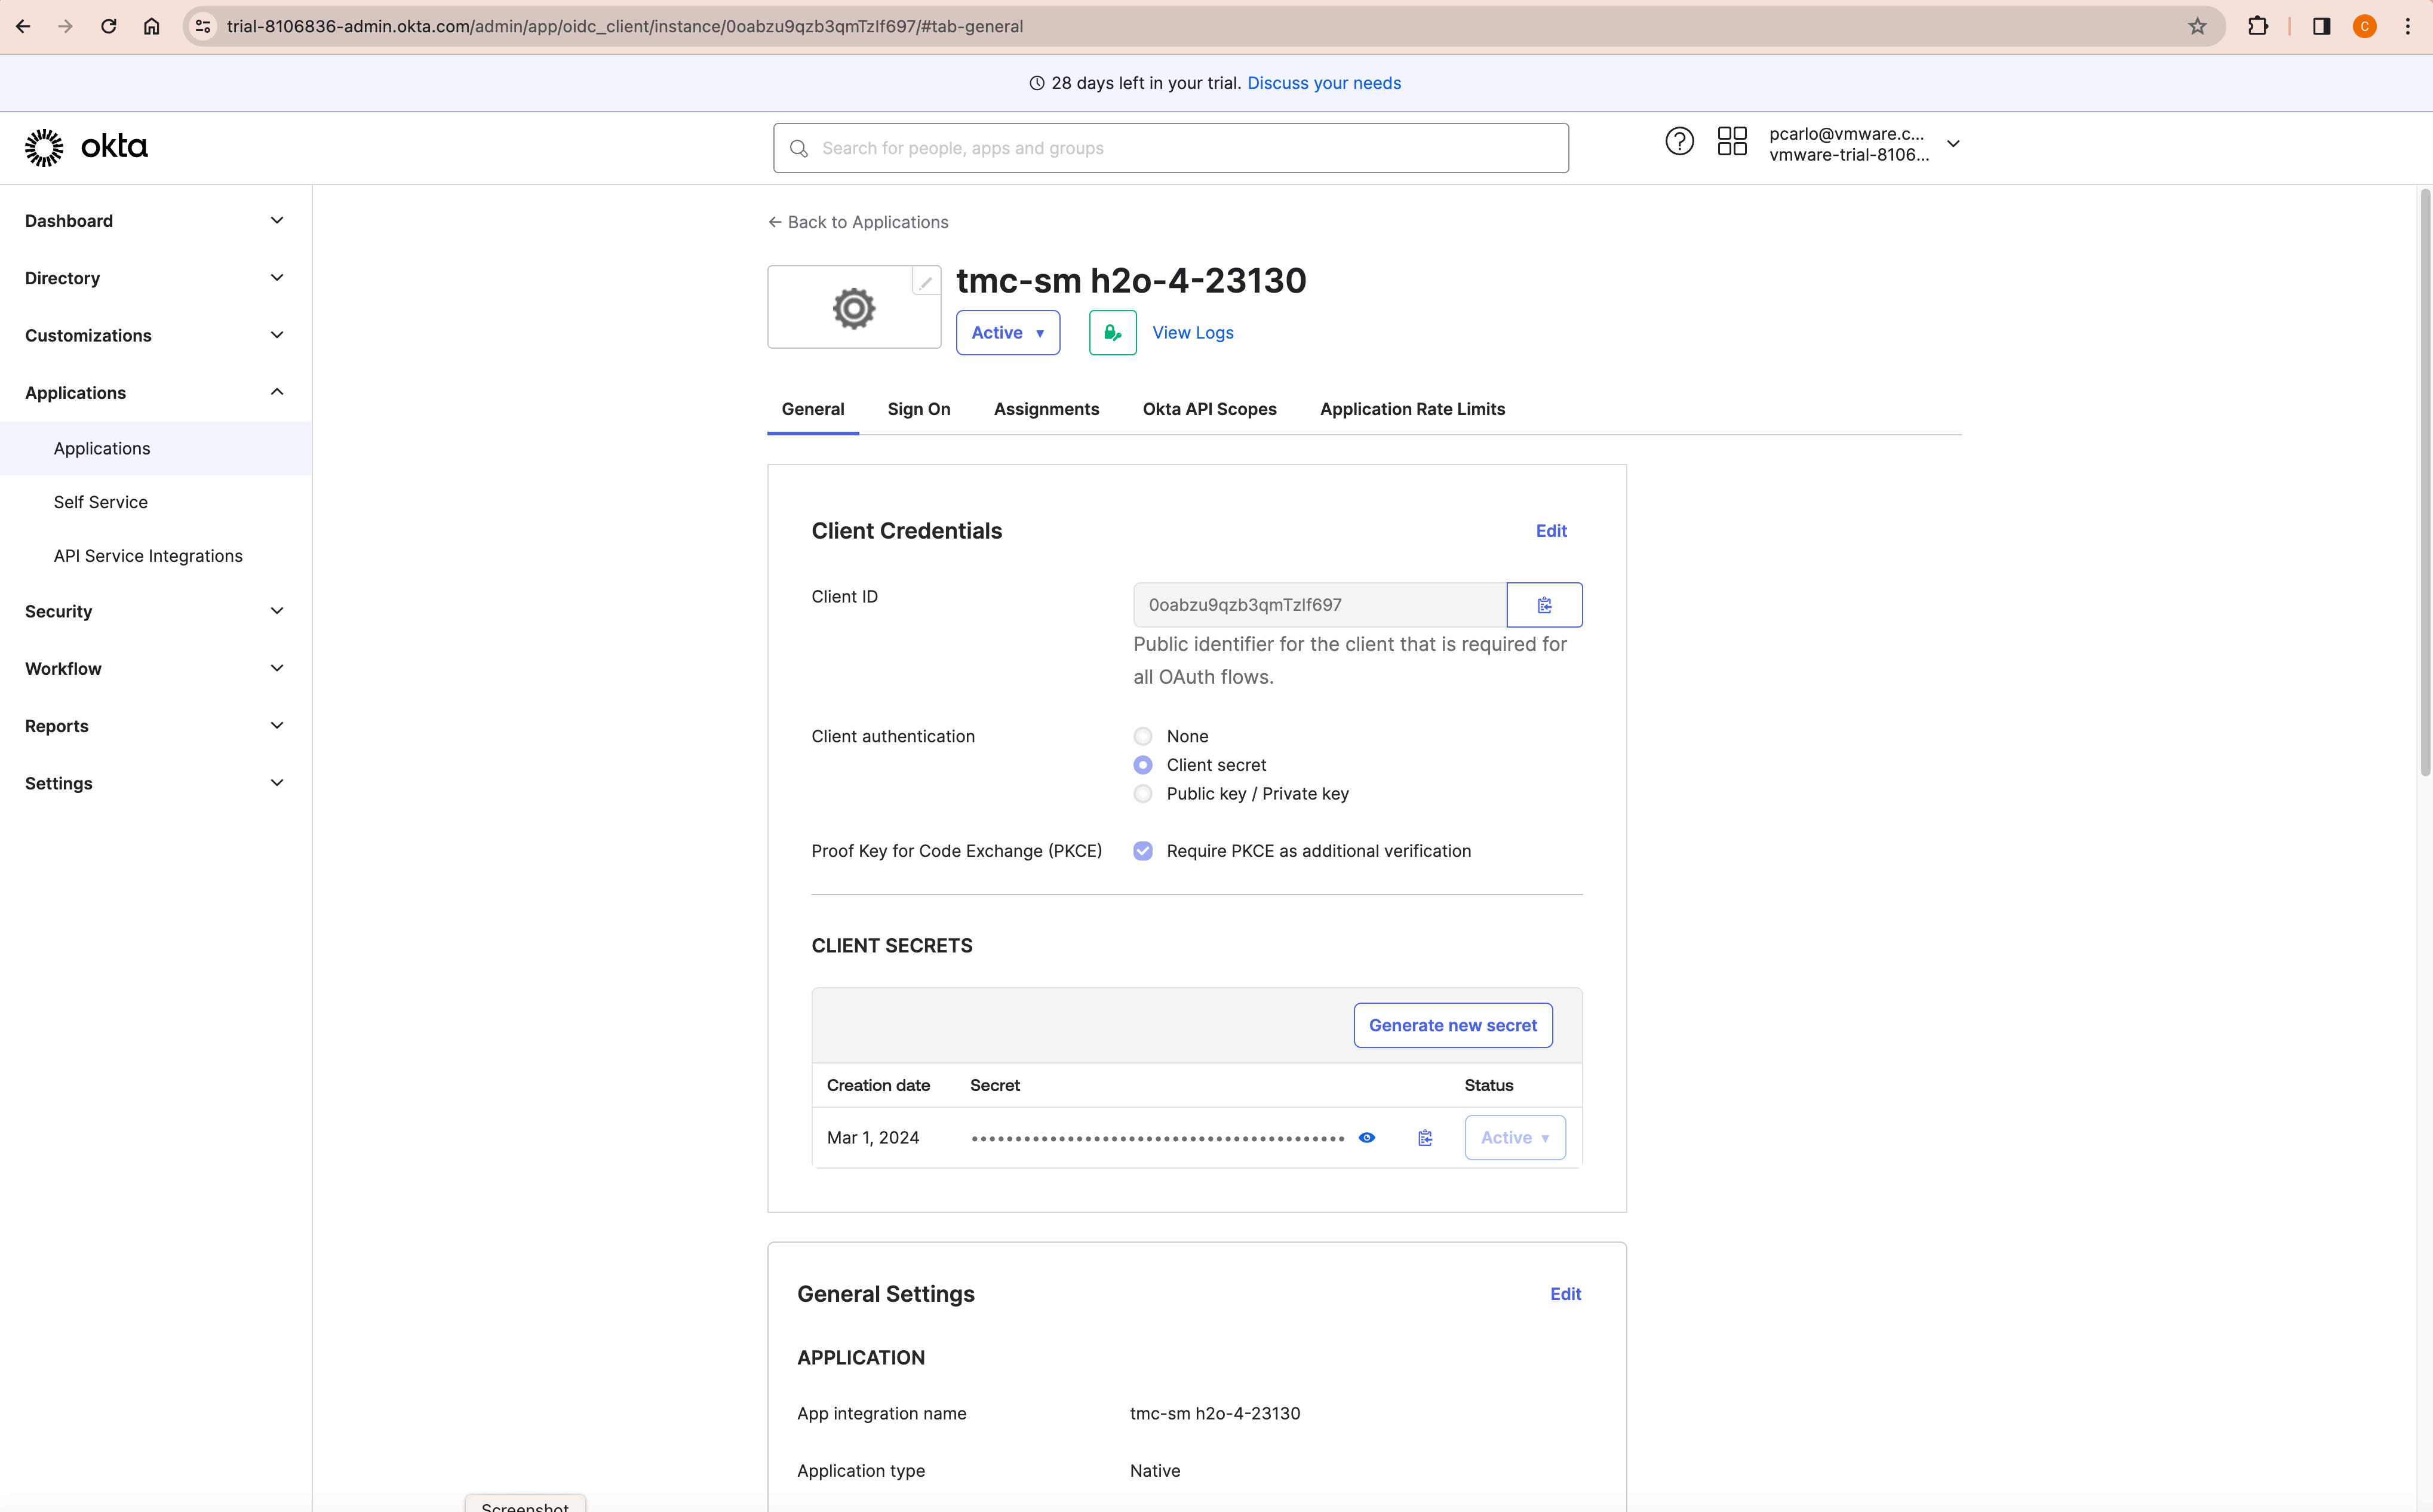 trial-8106836-admin.okta.com/admin/app/oidc_client/instance/0oabzu9qzb3qmTzlf697/#tab-general
C
28 days left in your trial. Discuss your needs
okta
Search for people, apps and groups
pcarlo@vmware.c...
vmware-trial-8106...
Dashboard
Directory
Customizations
Applications
Applications
Self Service
API Service Integrations
Security
Workflow
Reports
Settings
← Back to Applications
tmc-sm h2o-4-23130
Active
View Logs
General Sign On Assignments Okta API Scopes Application Rate Limits
Client Credentials Edit
Client ID 0oabzu9qzb3qmTzlf697
Public identifier for the client that is required for
all OAuth flows.
Client authentication None
Client secret
Public key / Private key
Proof Key for Code Exchange (PKCE) Require PKCE as additional verification
CLIENT SECRETS
Generate new secret
Creation date Secret Status
Mar 1, 2024 ••••••••••••••••••••••••••••••••••••••••••• Active
General Settings Edit
APPLICATION
App integration name tmc-sm h2o-4-23130
Application type Native
Screenshot